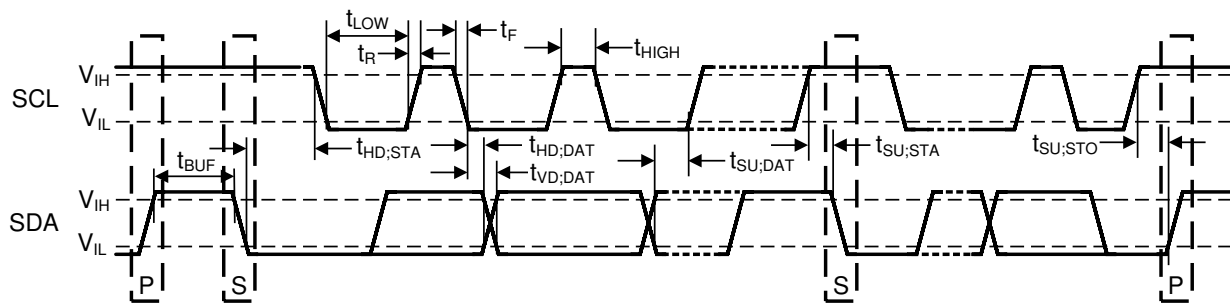 tLOW
tR
tF
tHIGH
VIH
SCL
VIL
tHD;STA
tHD;DAT
tSU;DAT
tSU;STA
tSU;STO
tBUF
tVD;DAT
VIH
SDA
VIL
P
S
S
P